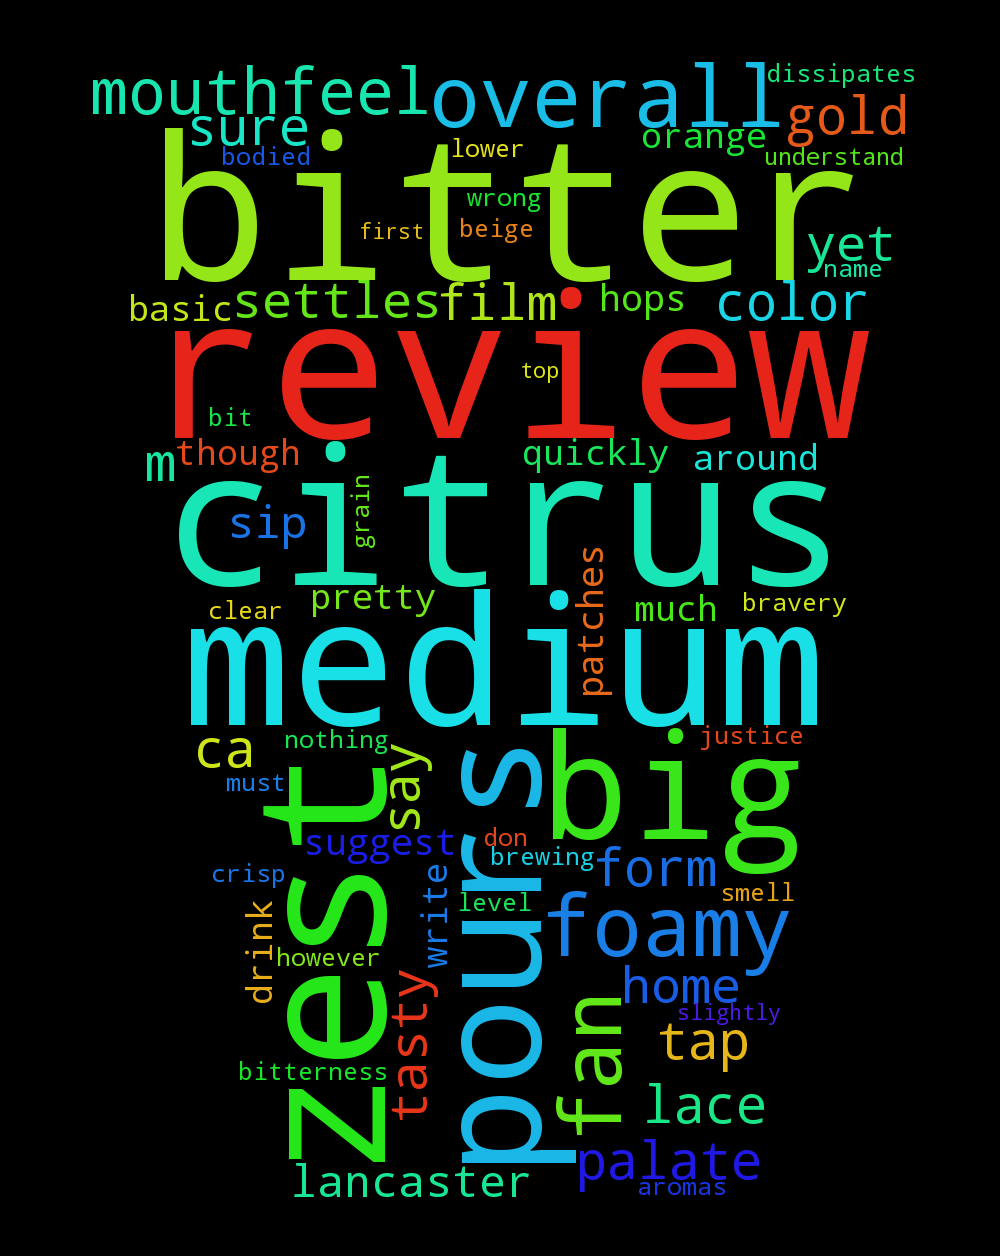 mouthfeel overall dissipates
sure orange gold
bodied lower understand
bitter
wrong
first beige yet
name
basic settles film hops color
review
top
bit
m though quickly around
citrus
sip grain
pretty patches much bravery
clear
medium
ca nothing justice
say big
must
zest pours
suggest don
brewing form
crisp write level smell
drink foamy
however home
slightly
tasty fan tap
bitterness
lace
palate
lancaster aromas